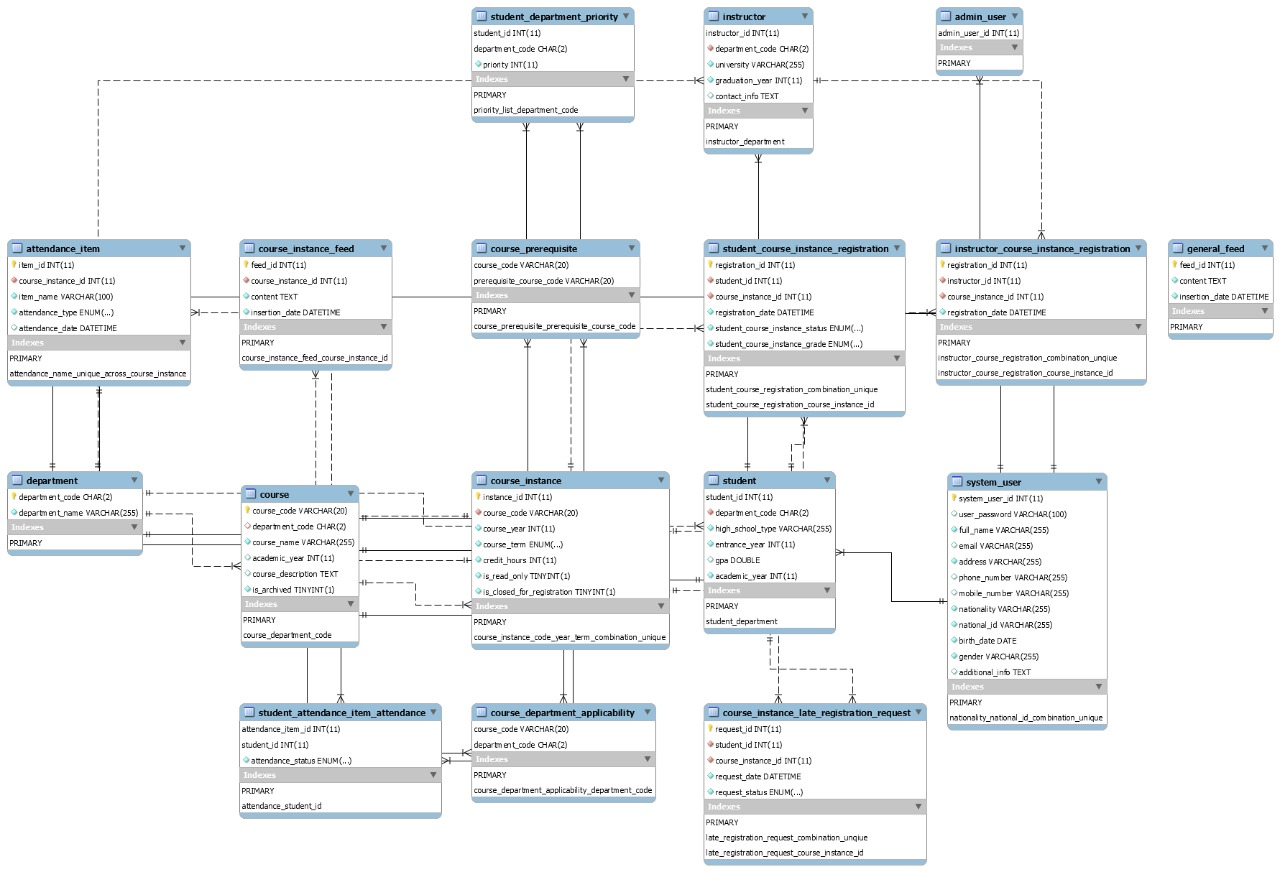 student_department_priority
student_id INT(11)
department_code CHAR(2)
priority INT(11)
Indexes
PRIMARY
priority_list_department_code
instructor
instructor_id INT(11)
department_code CHAR(2)
university VARCHAR(255)
graduation_year INT(11)
contact_info TEXT
Indexes
PRIMARY
instructor_department
admin_user
admin_user_id INT(11)
Indexes
PRIMARY
attendance_item
item_id INT(11)
course_instance_id INT(11)
item_name VARCHAR(100)
attendance_type ENUM(...)
attendance_date DATETIME
Indexes
PRIMARY
attendance_name_unique_across_course_instance
course_instance_feed
feed_id INT(11)
course_instance_id INT(11)
content TEXT
insertion_date DATETIME
Indexes
PRIMARY
course_instance_feed_course_instance_id
course_prerequisite
course_code VARCHAR(20)
prerequisite_course_code VARCHAR(20)
Indexes
PRIMARY
course_prerequisite_prerequisite_course_code
student_course_instance_registration
registration_id INT(11)
student_id INT(11)
course_instance_id INT(11)
registration_date DATETIME
student_course_instance_status ENUM(...)
student_course_instance_grade ENUM(...)
Indexes
PRIMARY
student_course_registration_combination_unique
student_course_registration_course_instance_id
instructor_course_instance_registration
registration_id INT(11)
instructor_id INT(11)
course_instance_id INT(11)
registration_date DATETIME
Indexes
PRIMARY
instructor_course_registration_combination_unqiue
instructor_course_registration_course_instance_id
general_feed
feed_id INT(11)
content TEXT
insertion_date DATETIME
Indexes
PRIMARY
department
department_code CHAR(2)
department_name VARCHAR(255)
Indexes
PRIMARY
course
course_code VARCHAR(20)
department_code CHAR(2)
course_name VARCHAR(255)
academic_year INT(11)
course_description TEXT
is_archived TINYINT(1)
Indexes
PRIMARY
course_department_code
course_instance
instance_id INT(11)
course_code VARCHAR(20)
course_year INT(11)
course_term ENUM(...)
credit_hours INT(11)
is_read_only TINYINT(1)
is_closed_for_registration TINYINT(1)
Indexes
PRIMARY
course_instance_code_year_term_combination_unique
student
student_id INT(11)
department_code CHAR(2)
high_school_type VARCHAR(255)
entrance_year INT(11)
gpa DOUBLE
academic_year INT(11)
Indexes
PRIMARY
student_department
system_user
system_user_id INT(11)
user_password VARCHAR(100)
full_name VARCHAR(255)
email VARCHAR(255)
address VARCHAR(255)
phone_number VARCHAR(255)
mobile_number VARCHAR(255)
nationality VARCHAR(255)
national_id VARCHAR(255)
birth_date DATE
gender VARCHAR(255)
additional_info TEXT
Indexes
PRIMARY
nationality_national_id_combination_unique
student_attendance_item_attendance
attendance_item_id INT(11)
student_id INT(11)
attendance_status ENUM(...)
Indexes
PRIMARY
attendance_student_id
course_department_applicability
course_code VARCHAR(20)
department_code CHAR(2)
Indexes
PRIMARY
course_department_applicability_department_code
course_instance_late_registration_request
request_id INT(11)
student_id INT(11)
course_instance_id INT(11)
request_date DATETIME
request_status ENUM(...)
Indexes
PRIMARY
late_registration_request_combination_unqiue
late_registration_request_course_instance_id